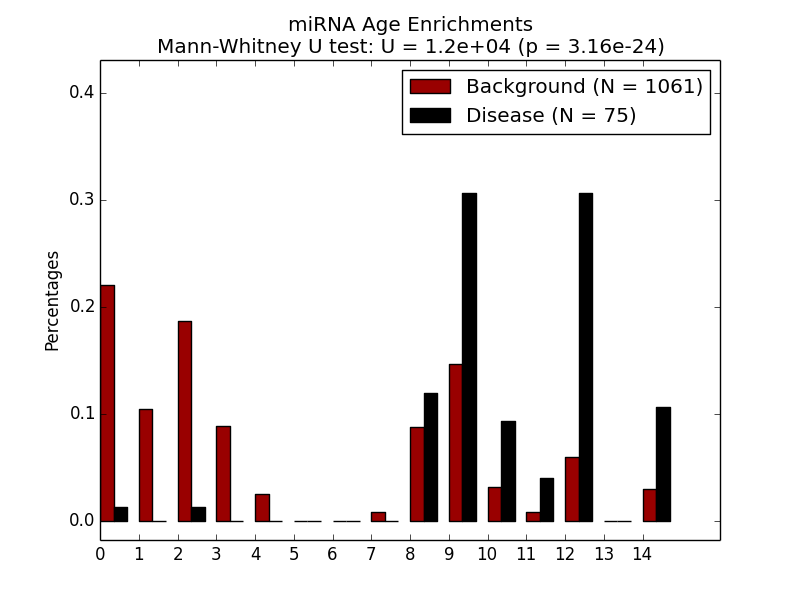 miRNA Age Enrichments
Mann-Whitney U test: U = 1.2e+04 (p = 3.16e-24)
Background (N = 1061)
Disease (N = 75)
Percentages
0.4
0.3
0.2
0.1
0.0
0 1 2 3 4 5 6 7 8 9 10 11 12 13 14